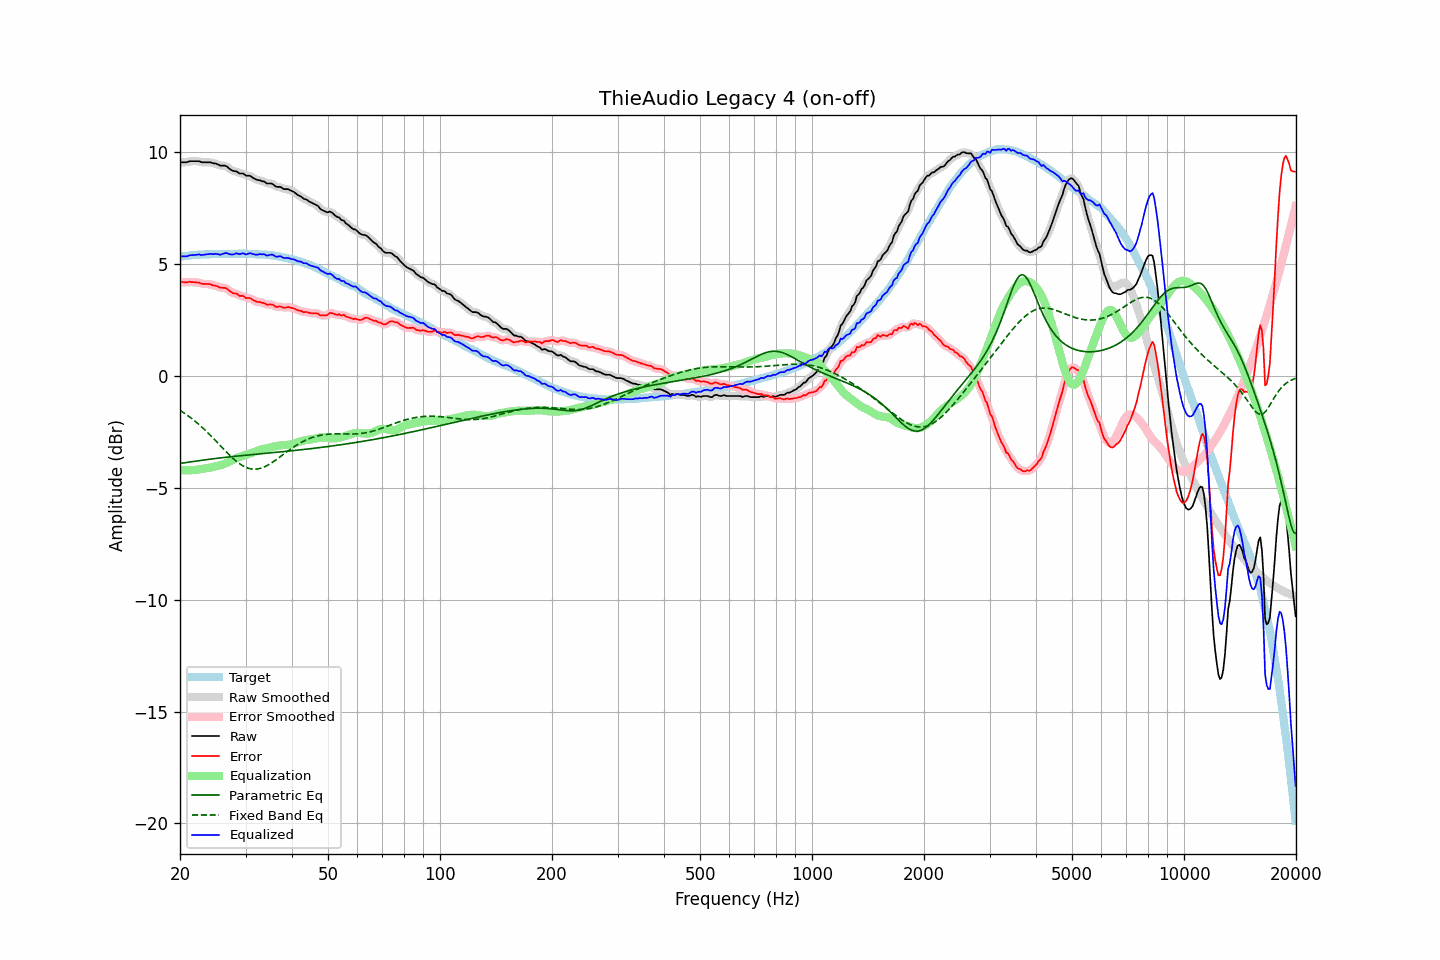 ThieAudio Legacy 4 (on-off)
Amplitude (dBr)
10
5
0
−5
−10
−15
−20
Target
Raw Smoothed
Error Smoothed
Raw
Error
Equalization
Parametric Eq
Fixed Band Eq
Equalized
20 50 100 200 500 1000 2000 5000 10000 20000
Frequency (Hz)